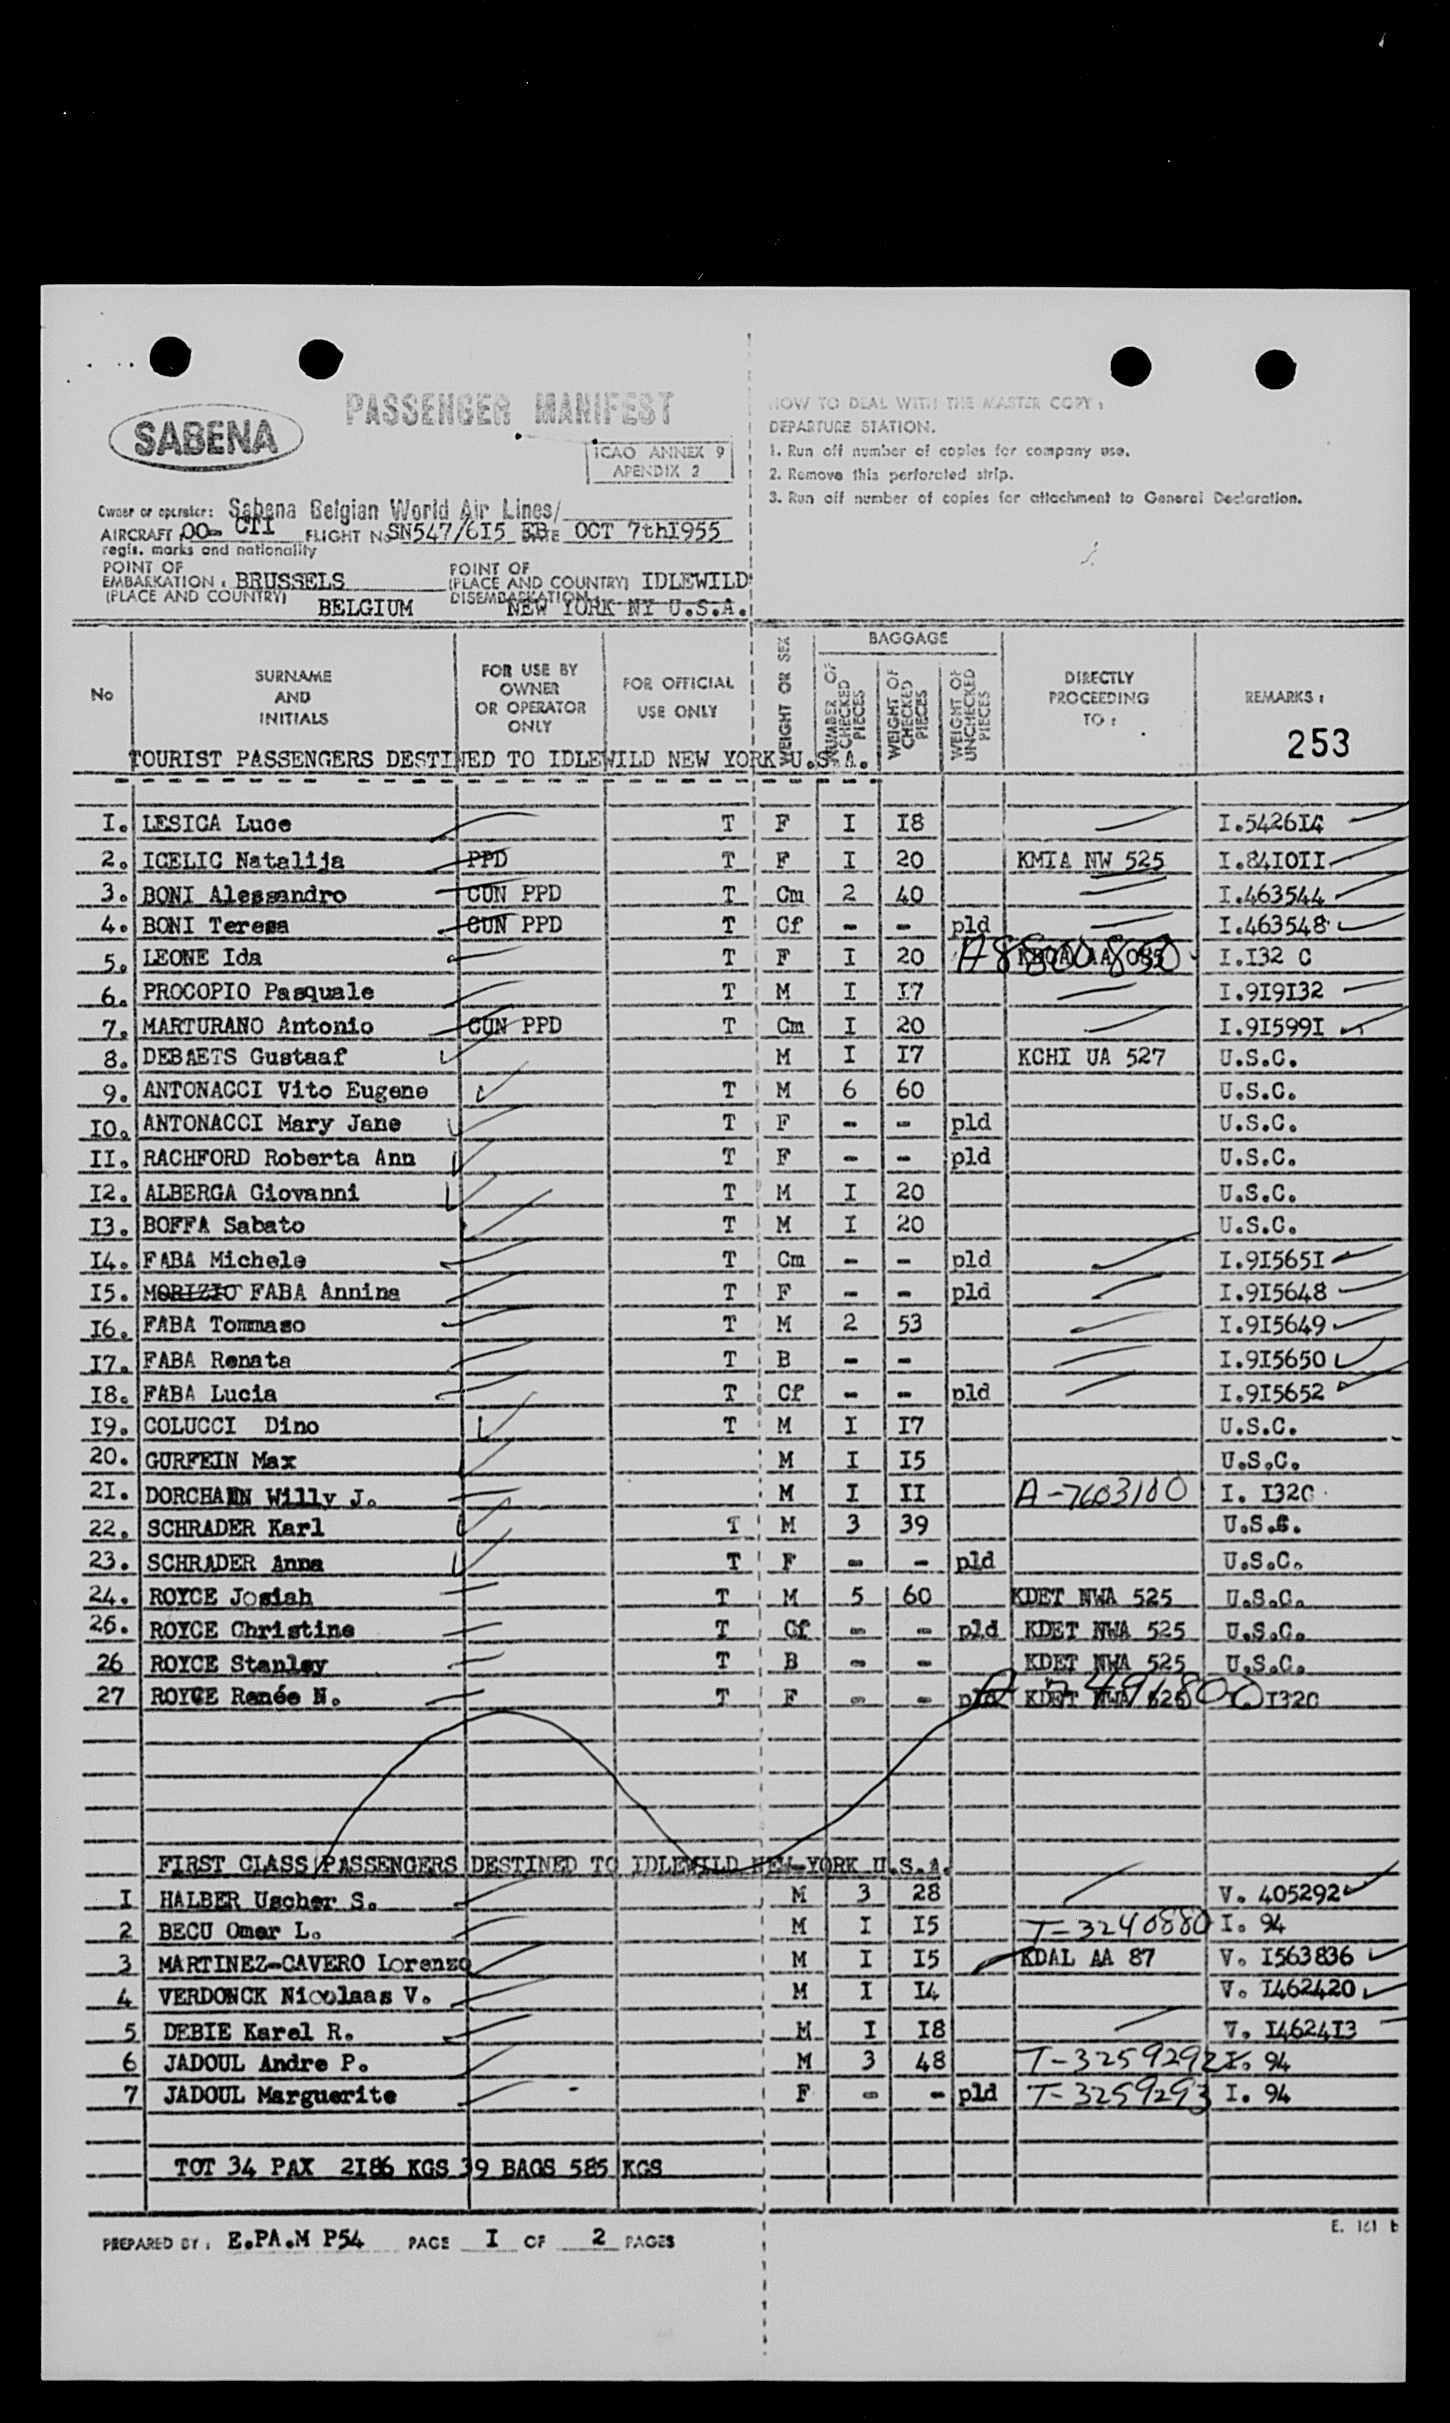 PASSENGER MANIFEST
SABENA
ICAO ANNEX 9
APENDIX 2
HOW TO DEAL WITH THE MASTER COPY :
DEPARTURE STATION.
1. Run off number of copies for company use.
2. Remove this perforated strip.
3. Run off number of copies for attachment to General Declaration.
Owner or operator: Sabena Belgian World Air Lines/
AIRCRAFT OO- CTI FLIGHT No SN547/6I5 EB DATE OCT 7thI955
regis. marks and nationality
POINT OF EMBARKATION : BRUSSELS
(PLACE AND COUNTRY) BELGIUM
POINT OF
(PLACE AND COUNTRY) IDLEWILD
DISEMBARKATION NEW YORK NY U.S.A.
No SURNAME AND INITIALS FOR USE BY OWNER OR OPERATOR ONLY FOR OFFICIAL USE ONLY WEIGHT OR SEX BAGGAGE NUMBER OF CHECKED PIECES WEIGHT OF CHECKED PIECES WEIGHT OF UNCHECKED PIECES DIRECTLY PROCEEDING TO : REMARKS :
253
TOURIST PASSENGERS DESTINED TO IDLEWILD NEW YORK U.S.A.
I. LESICA Luce T F I I8 I.5426I4
2. ICELIC Natalija PPD T F I 20 KMIA NW 525 I.84I0II
3. BONI Alessandro CUN PPD T Cm 2 40 I.463544
4. BONI Teresa CUN PPD T Cf - - pld I.463548
5. LEONE Ida T F I 20 I.I32 C
6. PROCOPIO Pasquale T M I I7 I.9I9I32
7. MARTURANO Antonio CUN PPD T Cm I 20 I.9I599I
8. DEBAETS Gustaaf M I I7 KCHI UA 527 U.S.C.
9. ANTONACCI Vito Eugene T M 6 60 U.S.C.
IO. ANTONACCI Mary Jane T F - - pld U.S.C.
II. RACHFORD Roberta Ann T F - - pld U.S.C.
I2. ALBERGA Giovanni T M I 20 U.S.C.
I3. BOFFA Sabato T M I 20 U.S.C.
I4. FABA Michele T Cm - - pld I.9I565I
I5. MORIZIO FABA Annina T F - - pld I.9I5648
I6. FABA Tommaso T M 2 53 I.9I5649
I7. FABA Renata T B - - I.9I5650
I8. FABA Lucia T Cf - - pld I.9I5652
I9. COLUCCI Dino T M I I7 U.S.C.
20. GURFEIN Max M I I5 U.S.C.
2I. DORCHAIN Willy J. M I II A-7603100 I. I32C
22. SCHRADER Karl T M 3 39 U.S.C.
23. SCHRADER Anna T F - - pld U.S.C.
24. ROYCE Josiah T M 5 60 KDET NWA 525 U.S.C.
25. ROYCE Christine T Cf - - pld KDET NWA 525 U.S.C.
26 ROYCE Stanley T B - - KDET NWA 525 U.S.C.
27 ROYCE Renée N. T F - - pld KDET NWA 525 I32C
FIRST CLASS PASSENGERS DESTINED TO IDLEWILD NEW-YORK U.S.A.
I HALBER Uscher S. M 3 28 V. 405292
2 BECU Omer L. M I I5 T-3240880 I. 94
3 MARTINEZ-CAVERO Lorenzo M I I5 KDAL AA 87 V. I563836
4 VERDONCK Nicolaas V. M I I4 V. I462420
5 DEBIE Karel R. M I I8 V. I4624I3
6 JADOUL Andre P. M 3 48 T-3259292 I. 94
7 JADOUL Marguerite F - - pld T-3259293 I. 94
TOT 34 PAX 2I86 KGS 39 BAGS 585 KGS
E. 161 b
PREPARED BY : E.PA.M P54 PAGE I OF 2 PAGES